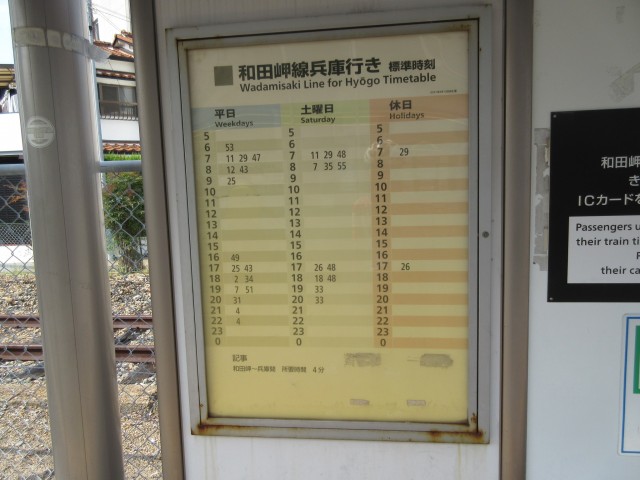 和田岬線兵庫行き 標準時刻
Wadamisaki Line for Hyōgo Timetable
平日 土曜日 休日
Weekdays Saturday Holidays
5 5 5
6 53 6 6
7 11 29 47 7 11 29 48 7 29
8 12 43 8 7 35 55 8
9 25 9 9
10 10 10
11 11 11
12 12 12
13 13 13
14 14 14
15 15 15
16 49 16 16
17 25 43 17 26 48 17 26
18 2 34 18 18 48 18
19 7 51 19 33 19
20 31 20 33 20
21 4 21 21
22 4 22 22
23 23 23
0 0 0
記事
和田岬―兵庫間 所要時間 4分
和田岬
き
ICカードを
Passengers u
their train ti
their ca